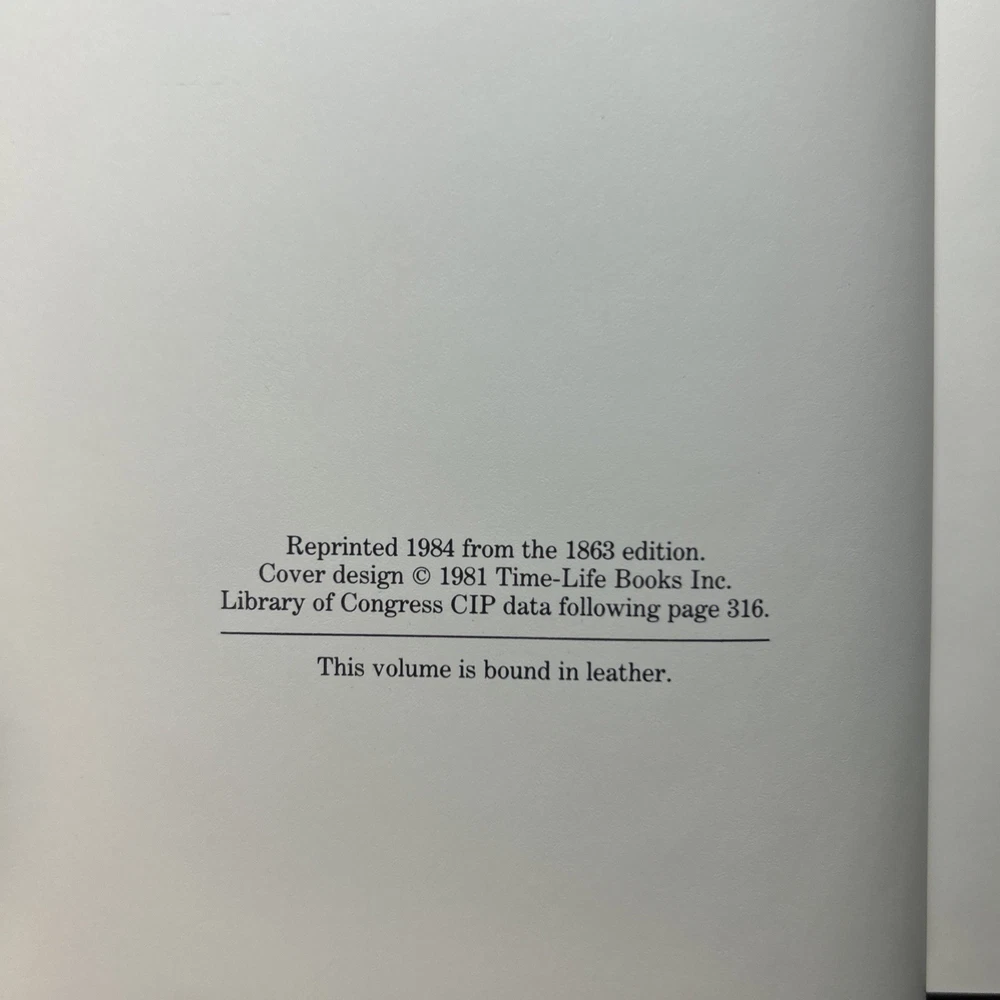 Reprinted 1984 from the 1863 edition.
Cover design © 1981 Time-Life Books Inc.
Library of Congress CIP data following page 316.
This volume is bound in leather.